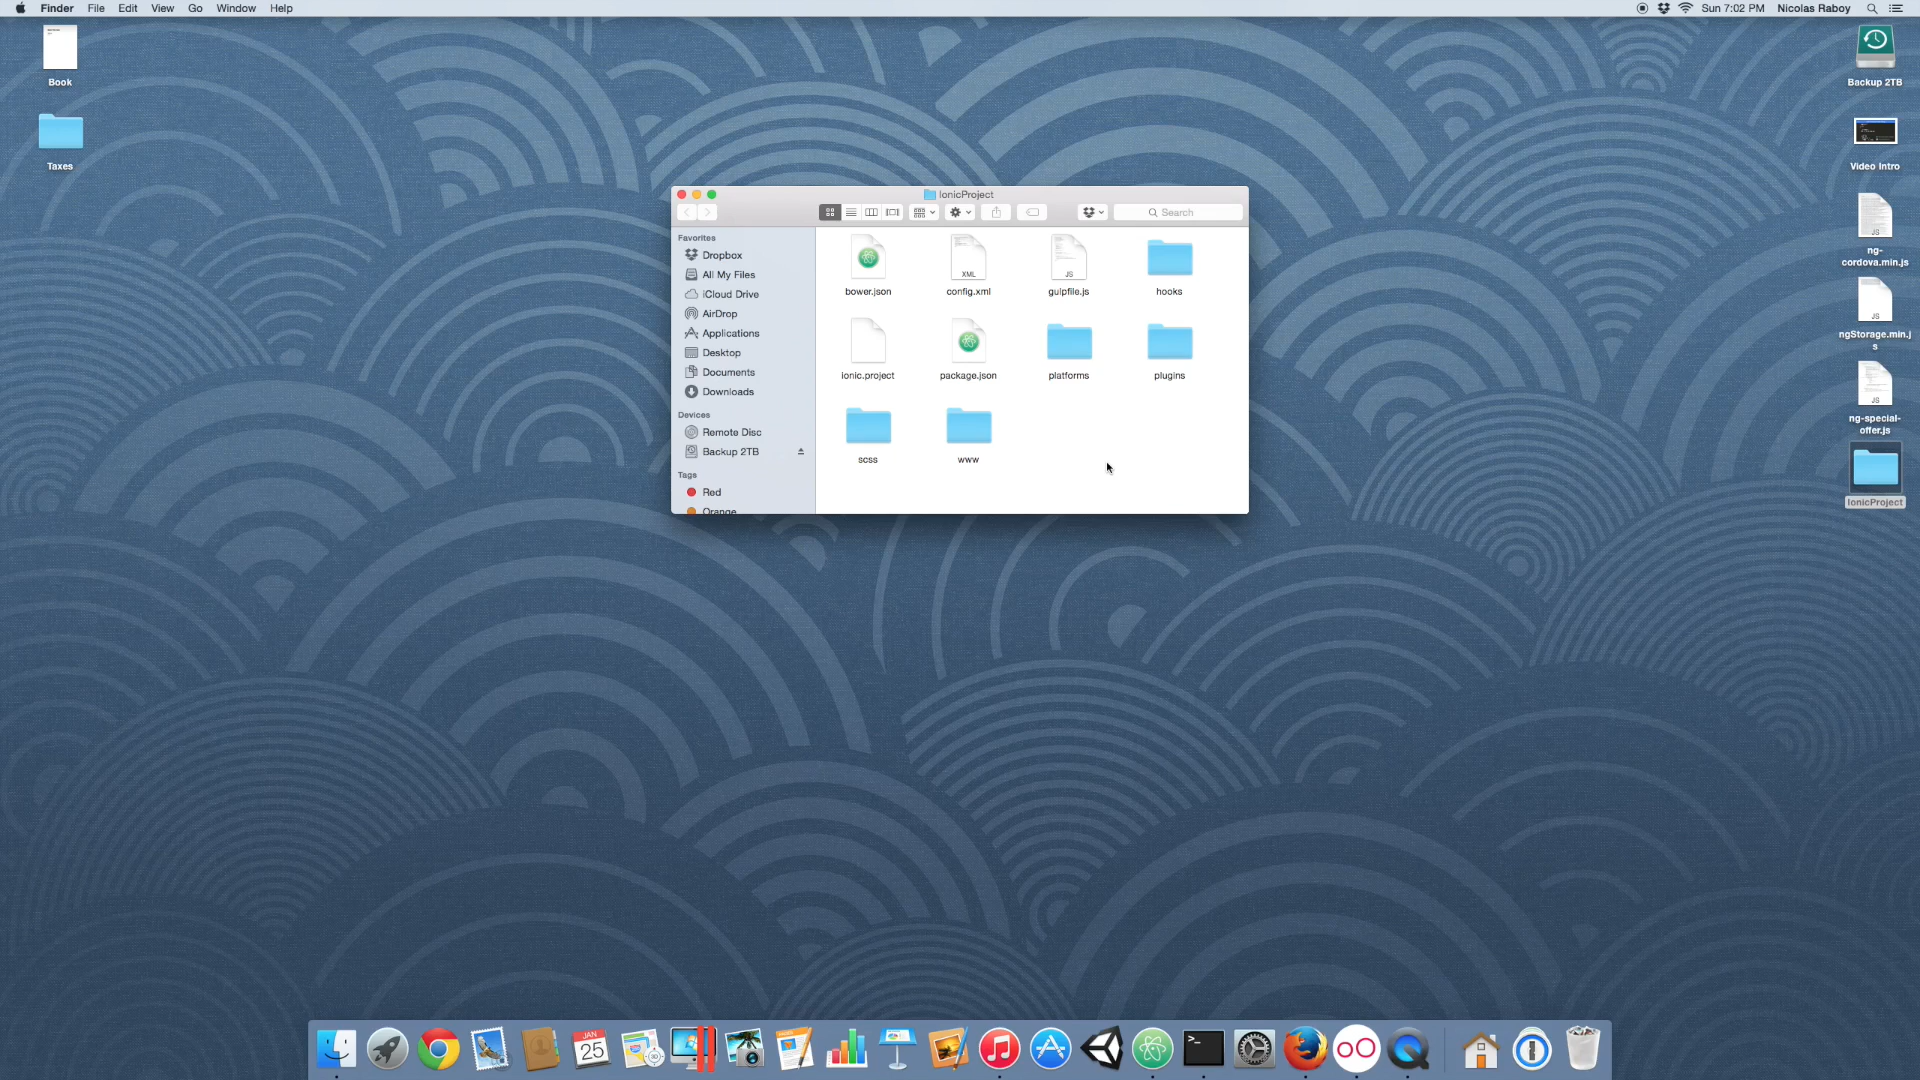 Finder File Edit View Go Window Help
Sun 7:02 PM Nicolas Raboy
Book
Taxes
Backup 2TB
Video Intro
JS
ng-
cordova.min.js
JS
ngStorage.min.j
s
JS
ng-special-
offer.js
IonicProject
IonicProject
Search
Favorites
Dropbox
All My Files
iCloud Drive
AirDrop
Applications
Desktop
Documents
Downloads
Devices
Remote Disc
Backup 2TB
Tags
Red
Orange
XML
JS
bower.json config.xml gulpfile.js hooks
ionic.project package.json platforms plugins
scss www
JAN
25